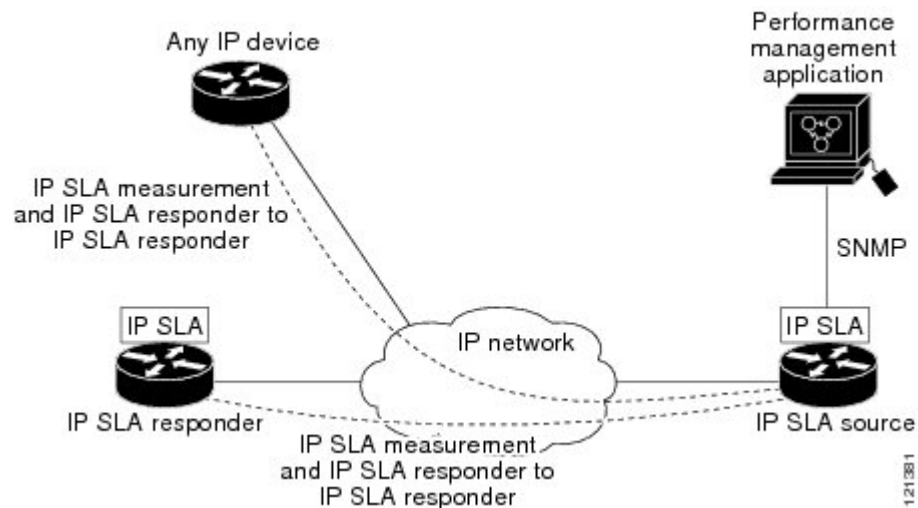 Any IP device
Performance
management
application
IP SLA measurement
and IP SLA responder to
IP SLA responder
SNMP
IP SLA
IP network
IP SLA
IP SLA responder
IP SLA source
IP SLA measurement
and IP SLA responder to
IP SLA responder
121381